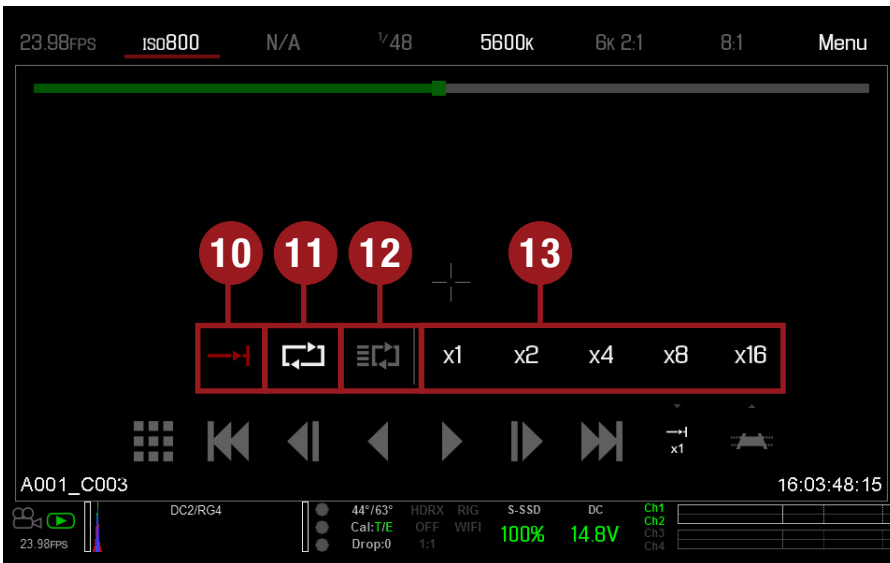 23.98FPS ISO800 N/A 1/48 5600K 6K 2:1 8:1 Menu
10 11 12 13
x1 x2 x4 x8 x16
x1
A001_C003 16:03:48:15
DC2/RG4 44°/63° HDRX RIG S-SSD DC Ch1
Cal:T/E OFF WIFI 100% 14.8V Ch2
23.98FPS Drop:0 1:1 Ch3
Ch4